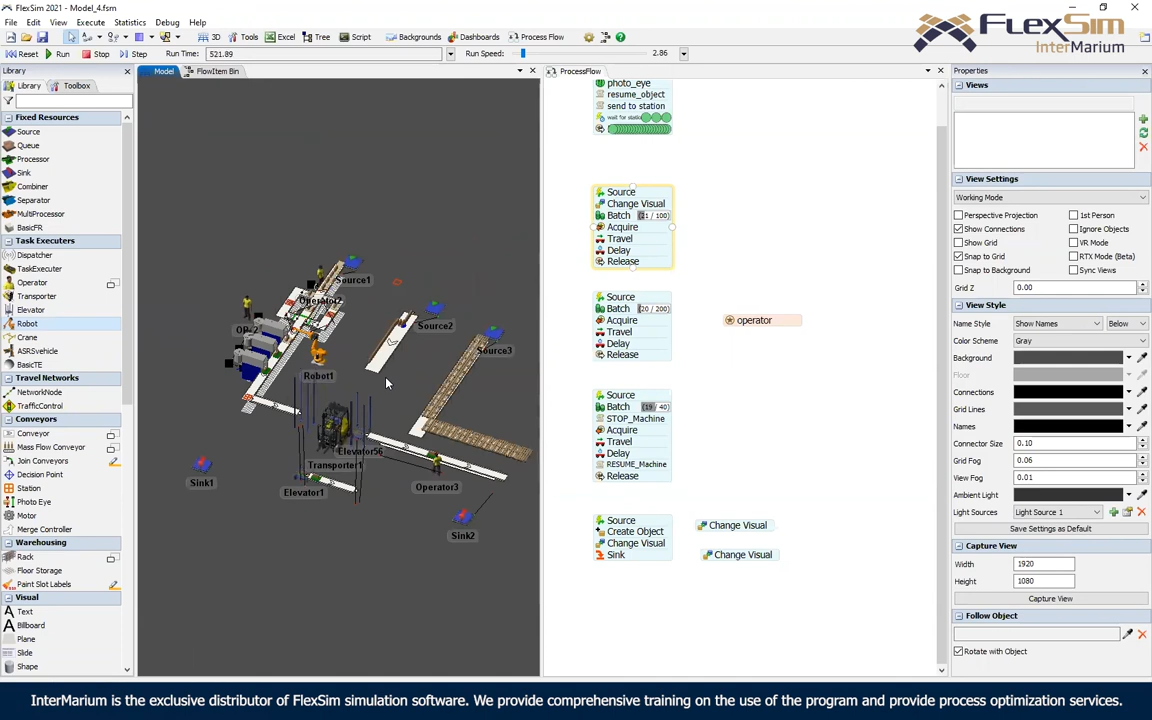 FlexSim 2021 - Model_4.fsm
File Edit View Execute Statistics Debug Help
3D Tools Excel Tree Script Backgrounds Dashboards Process Flow
Reset Run Stop Step Run Time: 521.89 Run Speed: 2.86
FLEXSIM
InterMarium
Library
Library Toolbox
Fixed Resources
Source
Queue
Processor
Sink
Combiner
Separator
MultiProcessor
BasicFR
Task Executers
Dispatcher
TaskExecuter
Operator
Transporter
Elevator
Robot
Crane
ASRSvehicle
BasicTE
Travel Networks
NetworkNode
TrafficControl
Conveyors
Conveyor
Mass Flow Conveyor
Join Conveyors
Decision Point
Station
Photo Eye
Motor
Merge Controller
Warehousing
Rack
Floor Storage
Paint Slot Labels
Visual
Text
Billboard
Plane
Slide
Shape
Model FlowItem Bin
Source1
Operator2
Source2
Source3
Robot1
Elevator56
Transporter1
Sink1
Elevator1
Operator3
Sink2
ProcessFlow
photo_eye
resume_object
send to station
Source
Change Visual
Batch 21 / 100
Acquire
Travel
Delay
Release
Source
Batch 20 / 200
Acquire
Travel
Delay
Release
operator
Source
Batch 19 / 40
STOP_Machine
Acquire
Travel
Delay
RESUME_Machine
Release
Source
Create Object
Change Visual
Sink
Change Visual
Change Visual
Properties
Views
View Settings
Working Mode
Perspective Projection 1st Person
Show Connections Ignore Objects
Show Grid VR Mode
Snap to Grid RTX Mode (Beta)
Snap to Background Sync Views
Grid Z 0.00
View Style
Name Style Show Names Below
Color Scheme Gray
Background
Floor
Connections
Grid Lines
Names
Connector Size 0.10
Grid Fog 0.06
View Fog 0.01
Ambient Light
Light Sources Light Source 1
Save Settings as Default
Capture View
Width 1920
Height 1080
Capture View
Follow Object
Rotate with Object
InterMarium is the exclusive distributor of FlexSim simulation software. We provide comprehensive training on the use of the program and provide process optimization services.